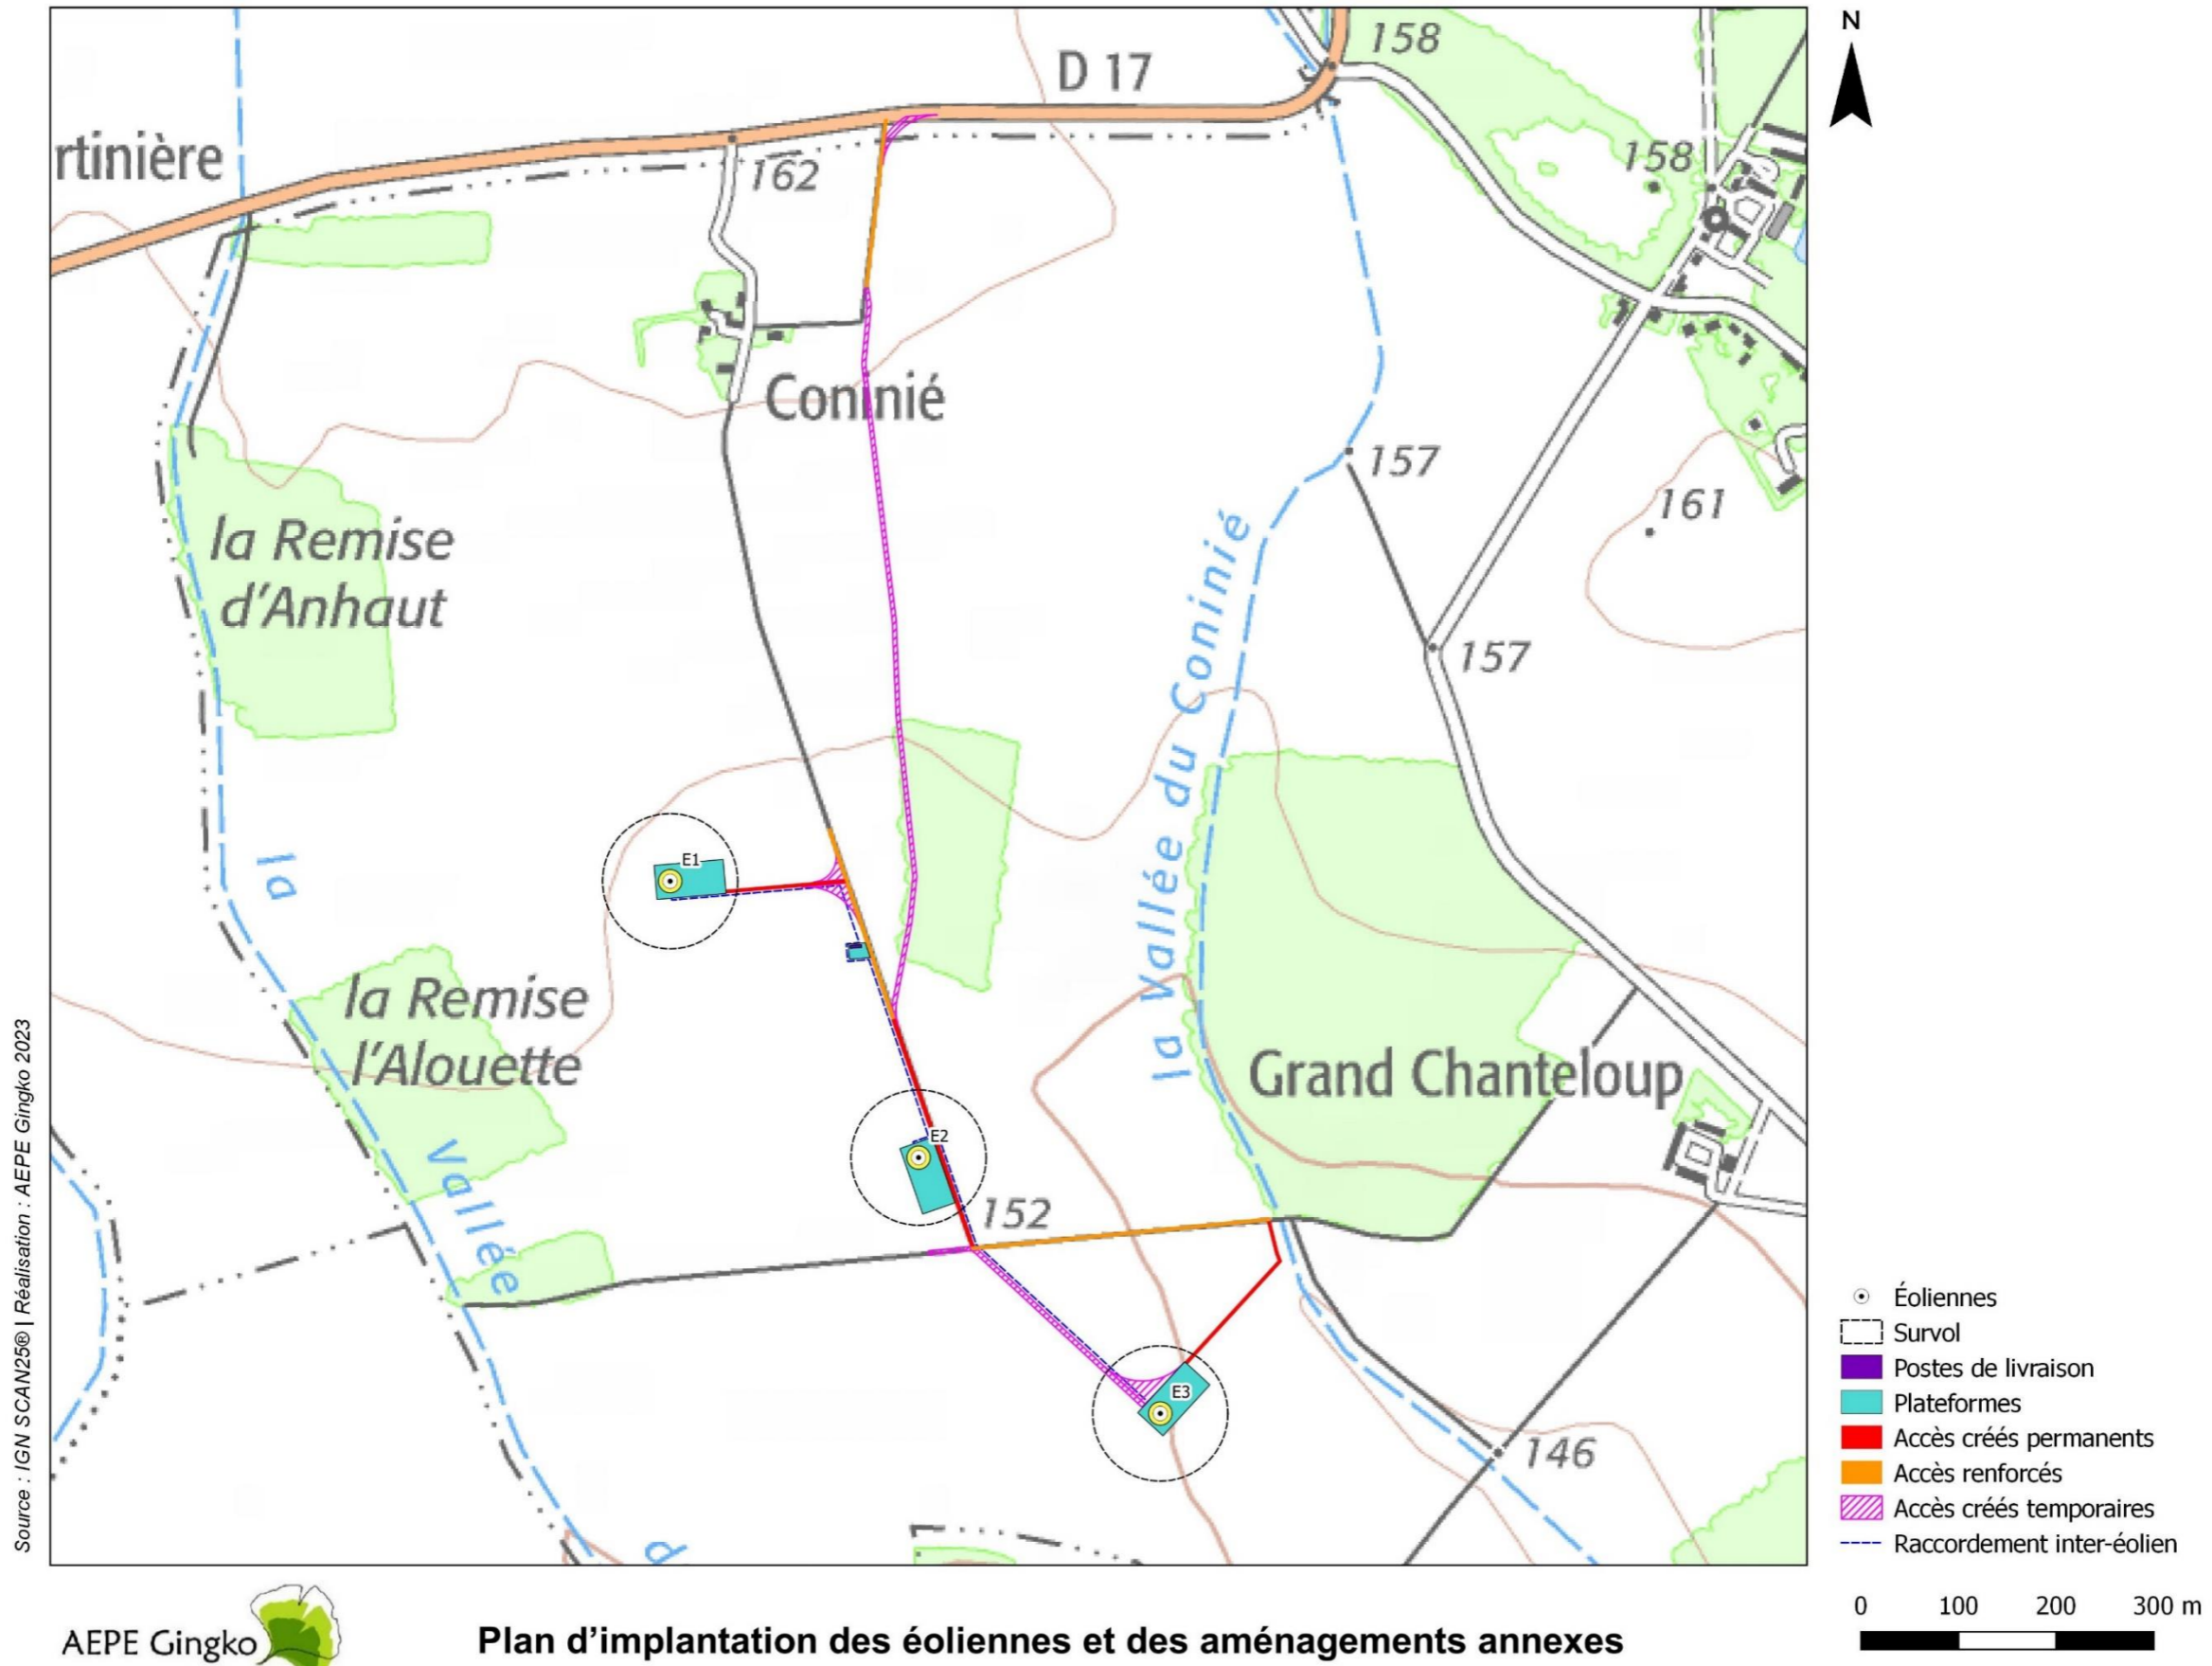 N
158
D 17
rtinière
162
158
Coninié
157
161
la Remise
d'Anhaut
157
la Vallée du Coninié
la
E1
la Remise
l'Alouette
Grand Chanteloup
E2
Vallée
152
E3
146
d
Source : IGN SCAN25® | Réalisation : AEPE Gingko 2023
Éoliennes
Survol
Postes de livraison
Plateformes
Accès créés permanents
Accès renforcés
Accès créés temporaires
Raccordement inter-éolien
0 100 200 300 m
AEPE Gingko
Plan d'implantation des éoliennes et des aménagements annexes